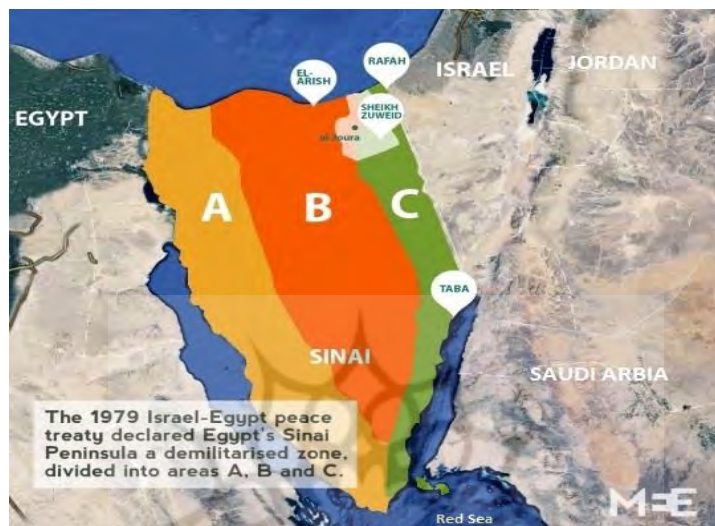 EL-
ARISH
RAFAH
ISRAEL
JORDAN
EGYPT
SHEIKH
ZUWEID
al-Joura
A
B
C
TABA
SINAI
SAUDI ARBIA
The 1979 Israel-Egypt peace
treaty declared Egypt's Sinai
Peninsula a demilitarised zone,
divided into areas A, B and C.
MEE
Red Sea